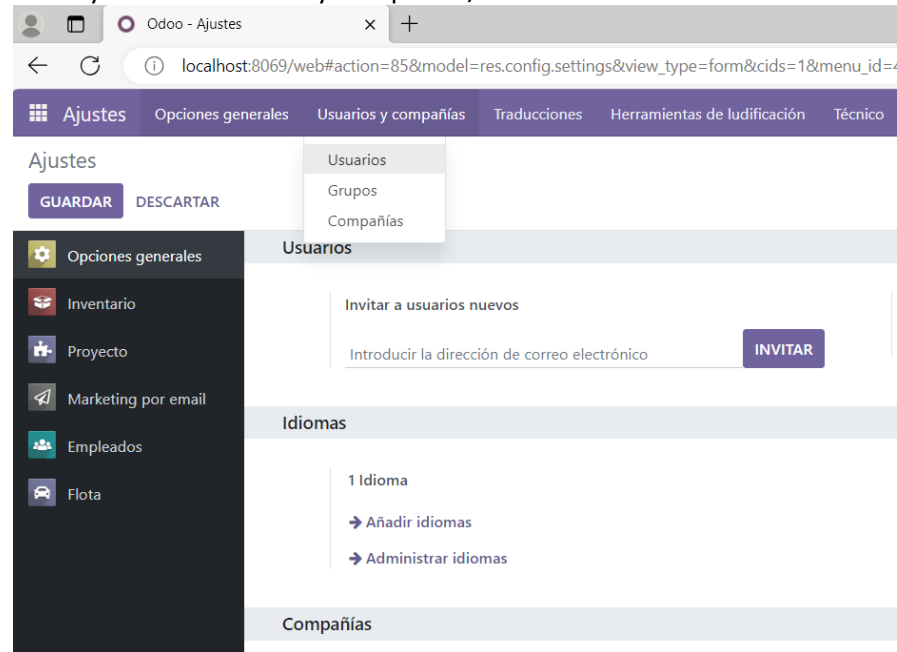 Odoo - Ajustes
localhost:8069/web#action=85&model=res.config.settings&view_type=form&cids=1&menu_id=4
Ajustes Opciones generales Usuarios y compañías Traducciones Herramientas de ludificación Técnico
Ajustes
GUARDAR DESCARTAR
Usuarios
Grupos
Compañías
Opciones generales
Inventario
Proyecto
Marketing por email
Empleados
Flota
Usuarios
Invitar a usuarios nuevos
Introducir la dirección de correo electrónico INVITAR
Idiomas
1 Idioma
Añadir idiomas
Administrar idiomas
Compañías